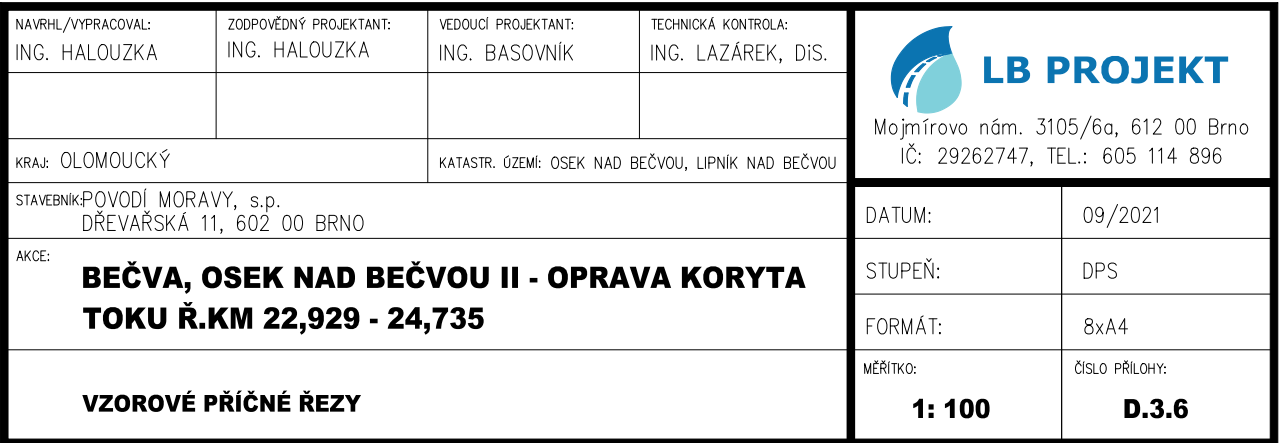 NAVRHL/VYPRACOVAL:
ING. HALOUZKA
ZODPOVĚDNÝ PROJEKTANT:
ING. HALOUZKA
VEDOUCÍ PROJEKTANT:
ING. BASOVNÍK
TECHNICKÁ KONTROLA:
ING. LAZÁREK, DiS.
KRAJ: OLOMOUCKÝ
KATASTR. ÚZEMÍ: OSEK NAD BEČVOU, LIPNÍK NAD BEČVOU
STAVEBNÍK: POVODÍ MORAVY, s.p.
DŘEVAŘSKÁ 11, 602 00 BRNO
AKCE:
BEČVA, OSEK NAD BEČVOU II - OPRAVA KORYTA
TOKU Ř.KM 22,929 - 24,735
VZOROVÉ PŘÍČNÉ ŘEZY
LB PROJEKT
Mojmírovo nám. 3105/6a, 612 00 Brno
IČ: 29262747, TEL.: 605 114 896
DATUM: 09/2021
STUPEŇ: DPS
FORMÁT: 8xA4
MĚŘÍTKO:
1: 100
ČÍSLO PŘÍLOHY:
D.3.6